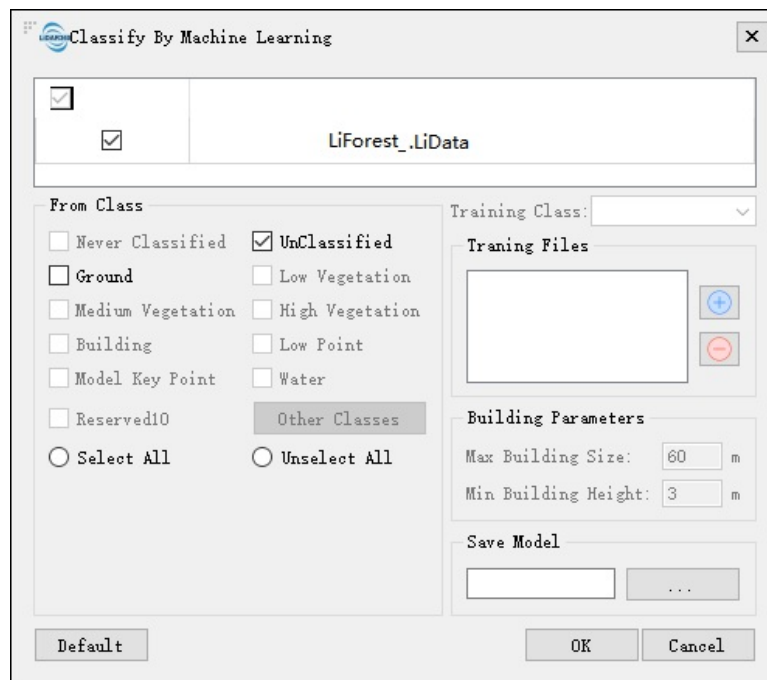 Classify By Machine Learning
LiForest_.LiData
From Class
Never Classified UnClassified
Ground Low Vegetation
Medium Vegetation High Vegetation
Building Low Point
Model Key Point Water
Reserved10 Other Classes
Select All Unselect All
Training Class:
Traning Files
Building Parameters
Max Building Size: 60 m
Min Building Height: 3 m
Save Model
...
Default OK Cancel